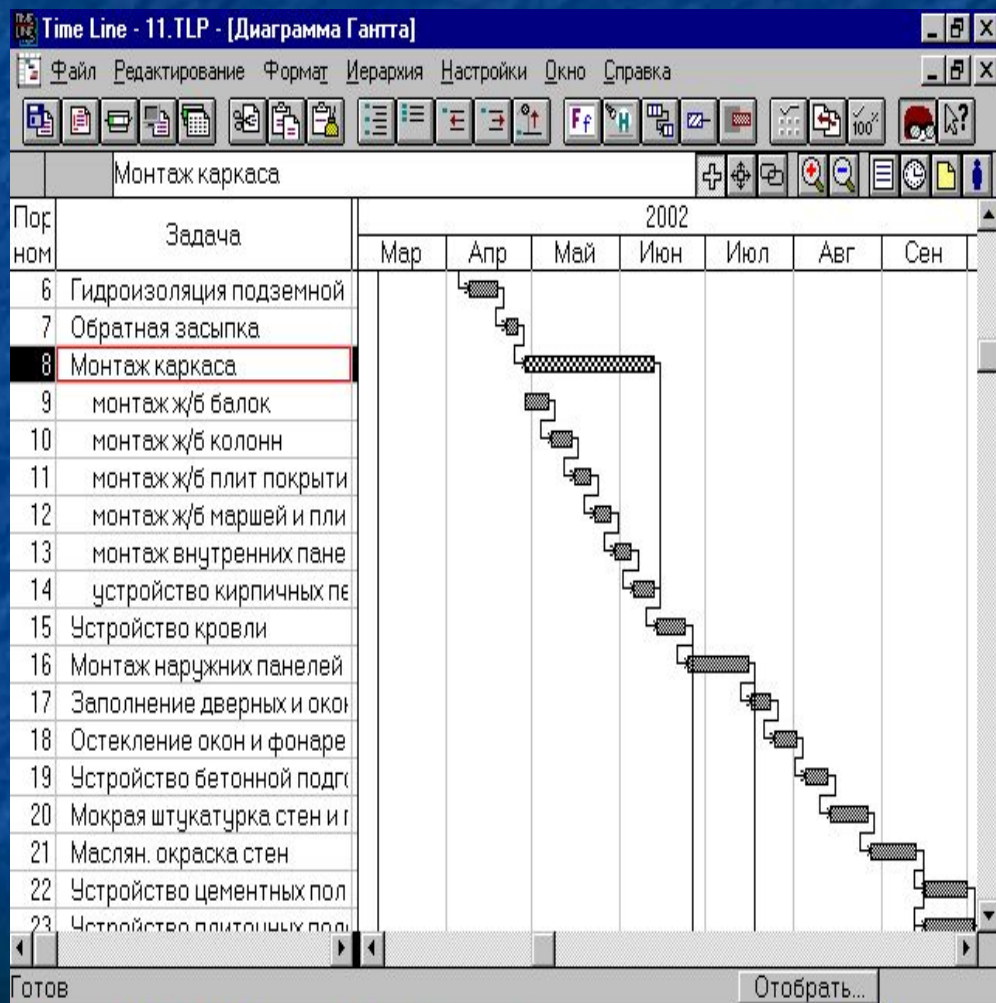 Time Line - 11.TLP - [Диаграмма Гантта]
Файл Редактирование Формат Иерархия Настройки Окно Справка
Монтаж каркаса
Пор ном Задача 2002
Мар Апр Май Июн Июл Авг Сен
6 Гидроизоляция подземной
7 Обратная засыпка
8 Монтаж каркаса
9 монтаж ж/б балок
10 монтаж ж/б колонн
11 монтаж ж/б плит покрыти
12 монтаж ж/б маршей и пли
13 монтаж внутренних пане
14 устройство кирпичных пе
15 Устройство кровли
16 Монтаж наружних панелей
17 Заполнение дверных и окон
18 Остекление окон и фонаре
19 Устройство бетонной подго
20 Мокрая штукатурка стен и п
21 Маслян. окраска стен
22 Устройство цементных пол
23 Устройство плиточных пол
Готов Отобрать...